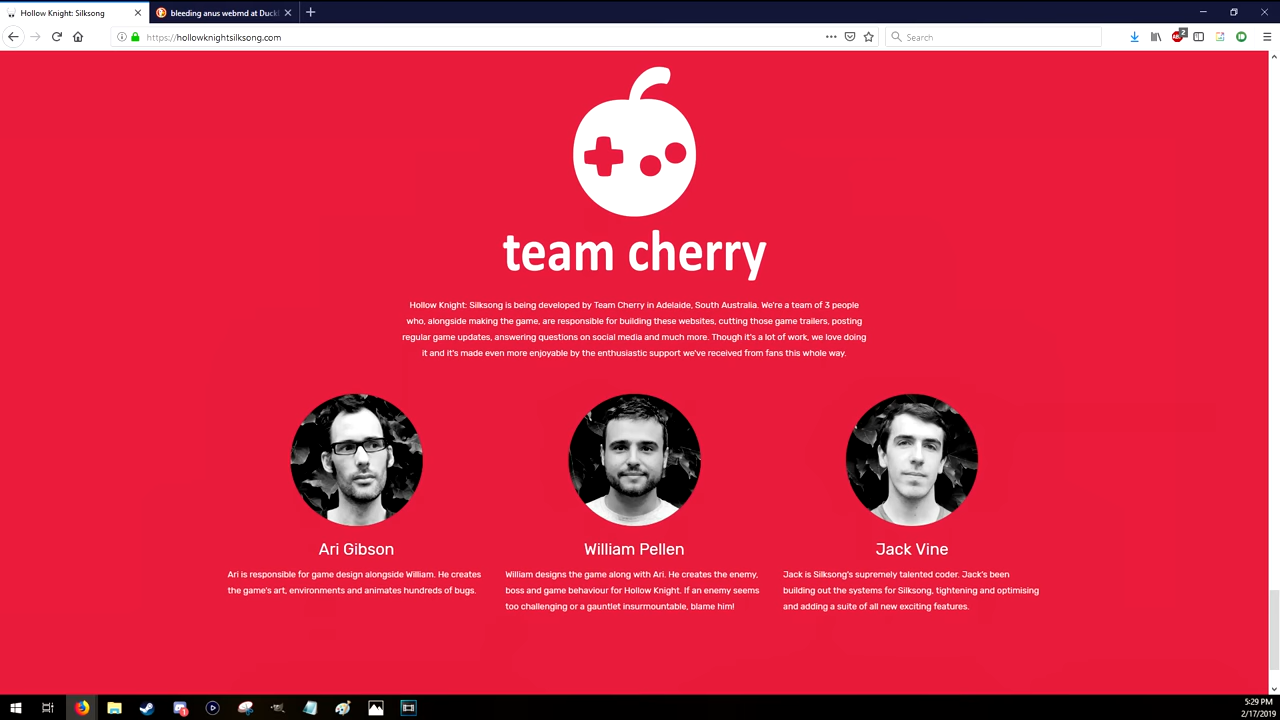 Hollow Knight: Silksong
bleeding anus webmd at Duck
https://hollowknightsilksong.com
Search
2
team cherry
Hollow Knight: Silksong is being developed by Team Cherry in Adelaide, South Australia. We're a team of 3 people
who, alongside making the game, are responsible for building these websites, cutting those game trailers, posting
regular game updates, answering questions on social media and much more. Though it's a lot of work, we love doing
it and it's made even more enjoyable by the enthusiastic support we've received from fans this whole way.
Ari Gibson
Ari is responsible for game design alongside William. He creates
the game's art, environments and animates hundreds of bugs.
William Pellen
William designs the game along with Ari. He creates the enemy,
boss and game behaviour for Hollow Knight. If an enemy seems
too challenging or a gauntlet insurmountable, blame him!
Jack Vine
Jack is Silksong's supremely talented coder. Jack's been
building out the systems for Silksong, tightening and optimising
and adding a suite of all new exciting features.
5:29 PM
2/17/2019